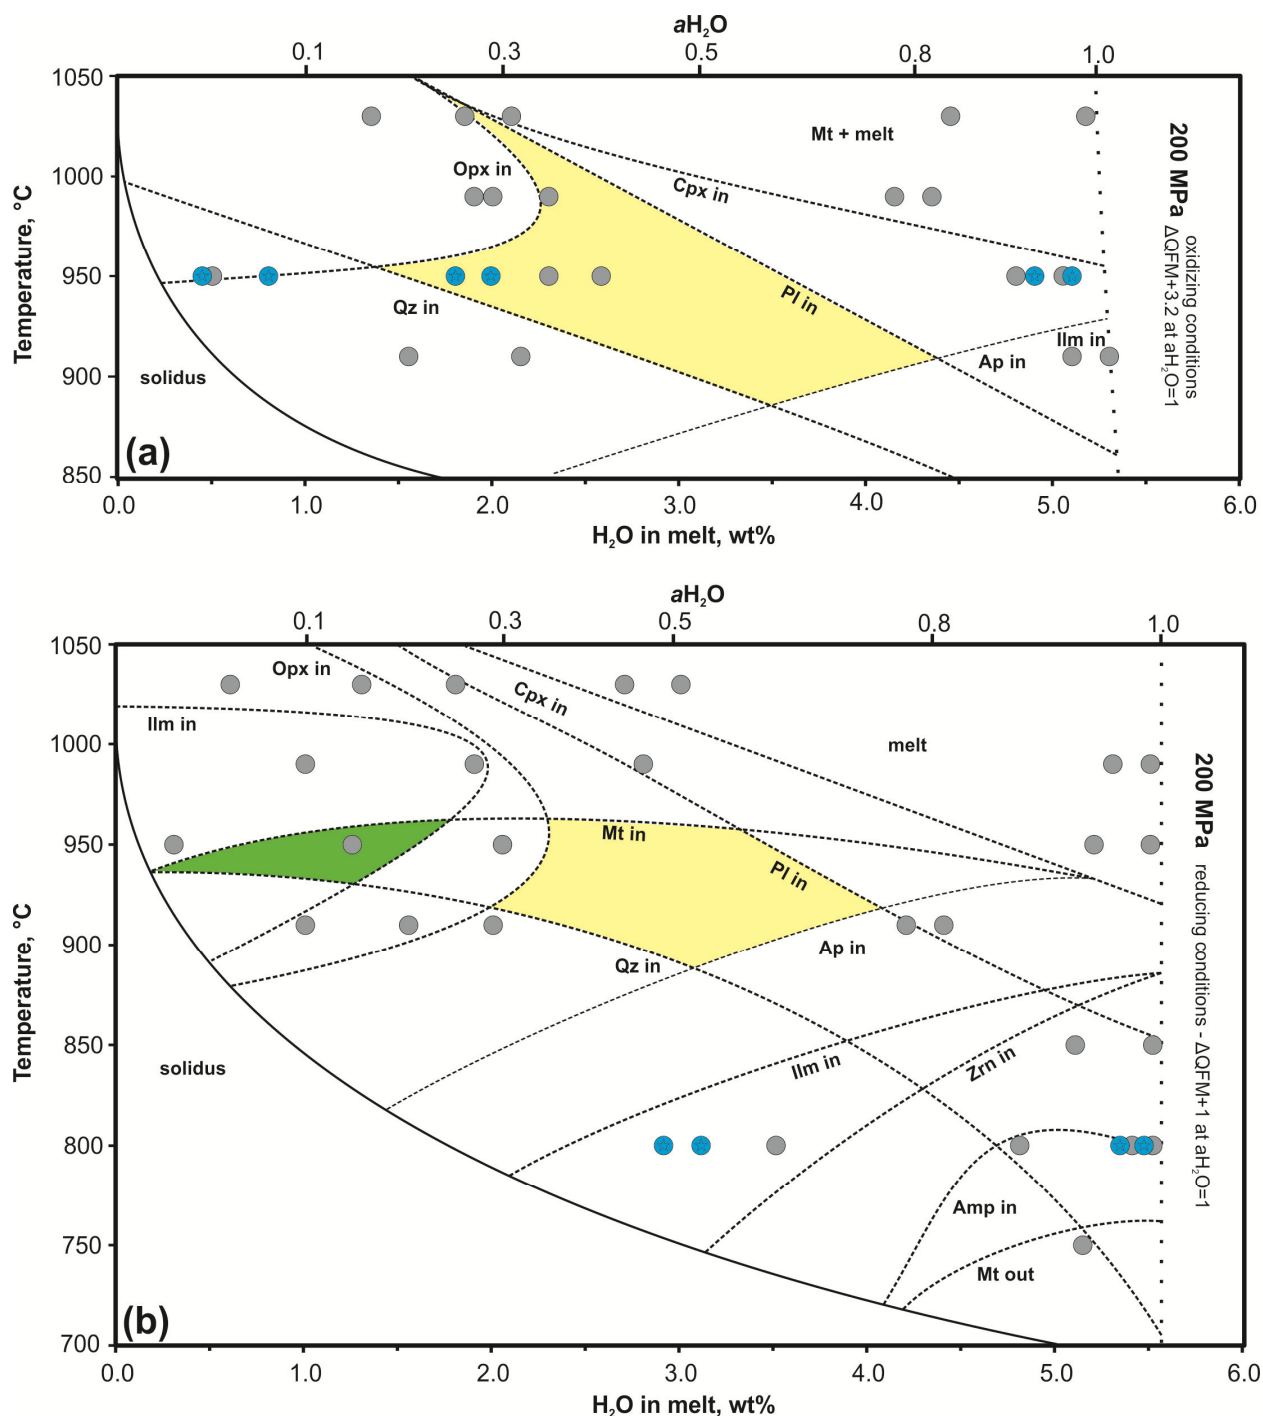 aH₂O
0.1 0.3 0.5 0.8 1.0
1050
1000
950
900
850
Temperature, °C
Mt + melt
Opx in
Cpx in
Qz in
Pl in
Ilm in
Ap in
solidus
(a)
200 MPa
oxidizing conditions
ΔQFM+3.2 at aH₂O=1
0.0 1.0 2.0 3.0 4.0 5.0 6.0
H₂O in melt, wt%
aH₂O
0.1 0.3 0.5 0.8 1.0
1050
1000
950
900
850
800
750
700
Temperature, °C
Opx in
Cpx in
Ilm in
melt
Mt in
Pl in
Ap in
Qz in
Ilm in
Zrn in
solidus
Amp in
Mt out
(b)
200 MPa reducing conditions - ΔQFM+1 at aH₂O=1
0.0 1.0 2.0 3.0 4.0 5.0 6.0
H₂O in melt, wt%